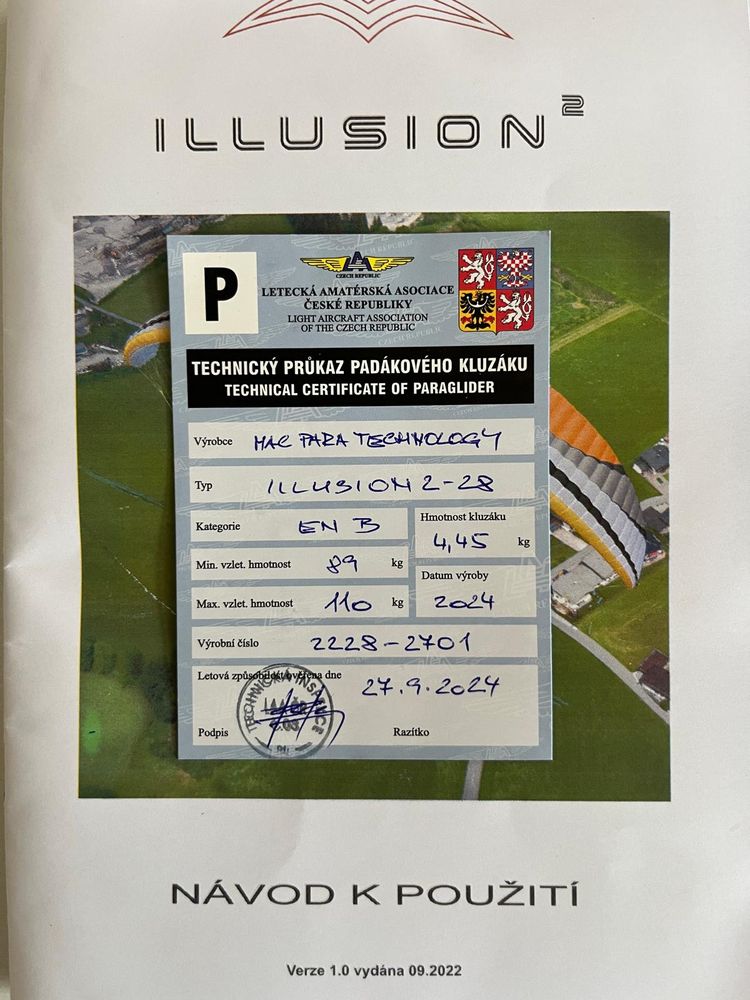 ILLUSION²
P
LAA
CZECH REPUBLIC
LETECKÁ AMATÉRSKÁ ASOCIACE
ČESKÉ REPUBLIKY
LIGHT AIRCRAFT ASSOCIATION
OF THE CZECH REPUBLIC
TECHNICKÝ PRŮKAZ PADÁKOVÉHO KLUZÁKU
TECHNICAL CERTIFICATE OF PARAGLIDER
Výrobce MAC PARA TECHNOLOGY
Typ ILLUSION 2-28
Kategorie EN B
Hmotnost kluzáku 4,45 kg
Min. vzlet. hmotnost 89 kg
Datum výroby 2024
Max. vzlet. hmotnost 110 kg
Výrobní číslo 2228-2701
Letová způsobilost ověřena dne 27.9.2024
TECHNICKÁ
Podpis
Razítko
NÁVOD K POUŽITÍ
Verze 1.0 vydána 09.2022